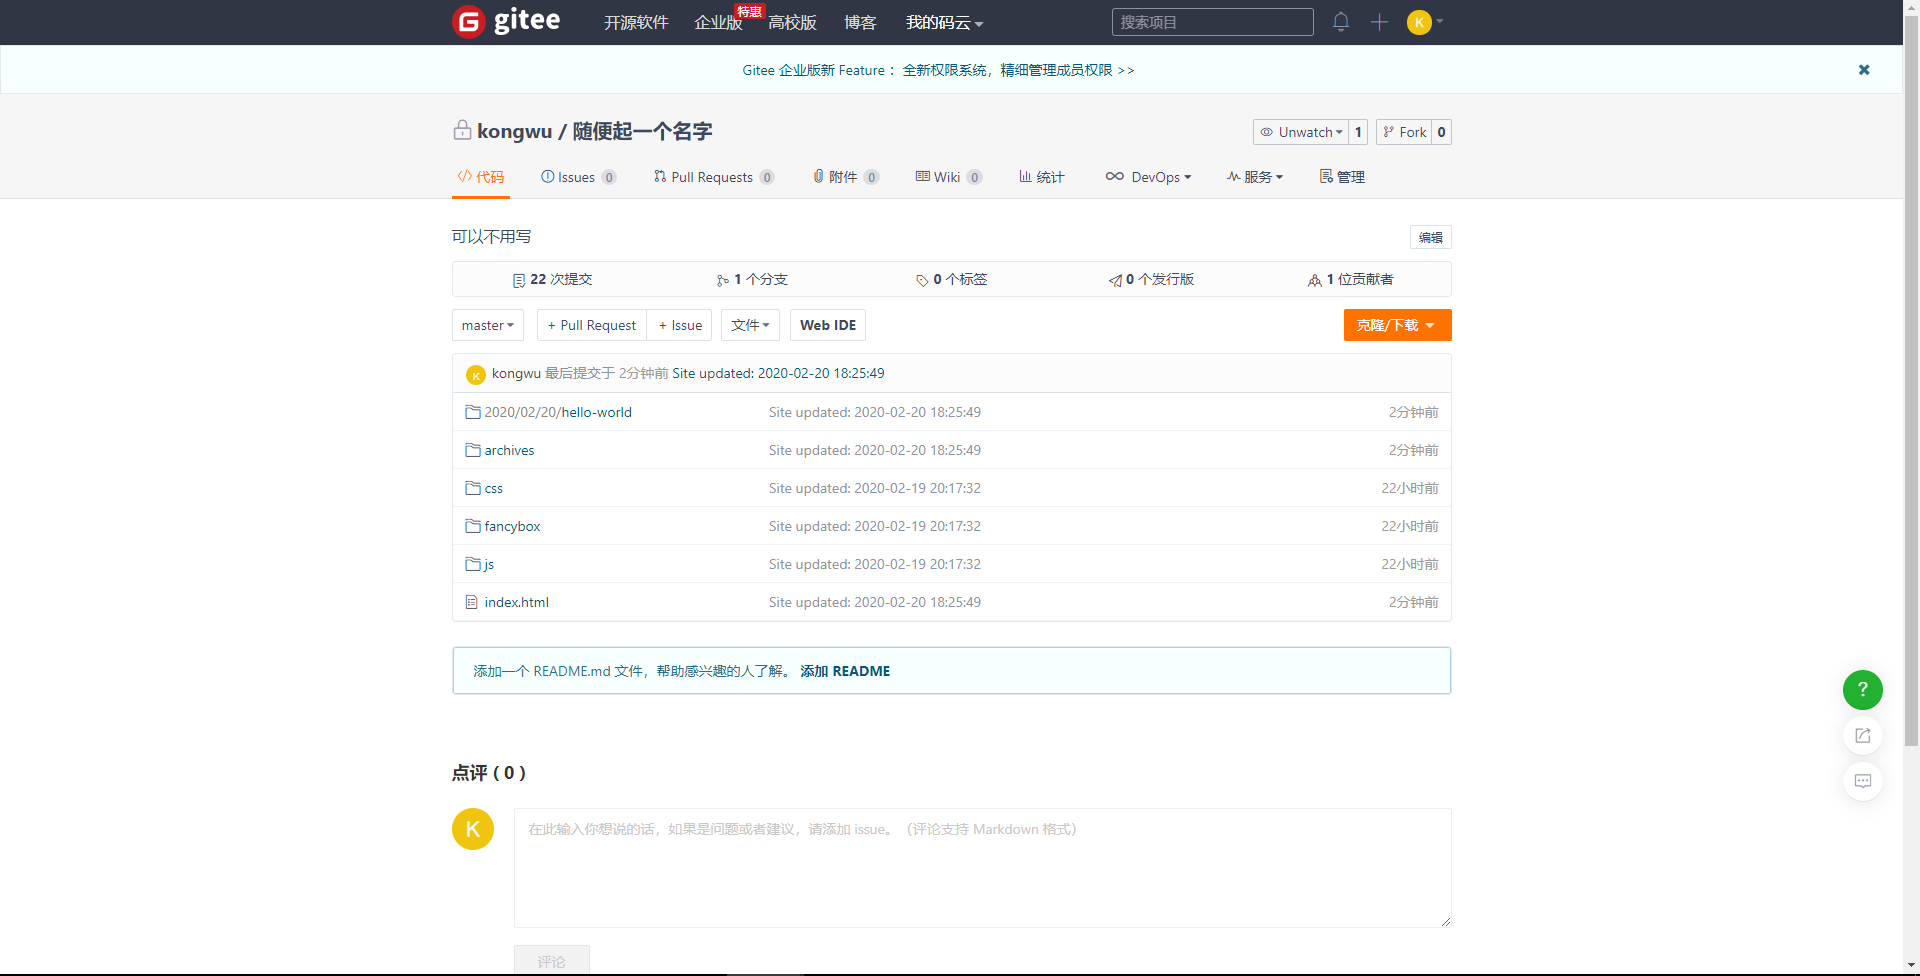 gitee 开源软件 企业版 特惠 高校版 博客 我的码云 搜索项目 K
Gitee 企业版新 Feature ：全新权限系统，精细管理成员权限 >>
kongwu / 随便起一个名字 Unwatch 1 Fork 0
代码 Issues 0 Pull Requests 0 附件 0 Wiki 0 统计 DevOps 服务 管理
可以不用写 编辑
22 次提交 1 个分支 0 个标签 0 个发行版 1 位贡献者
master + Pull Request + Issue 文件 Web IDE 克隆/下载
K kongwu 最后提交于 2分钟前 Site updated: 2020-02-20 18:25:49
2020/02/20/hello-world Site updated: 2020-02-20 18:25:49 2分钟前
archives Site updated: 2020-02-20 18:25:49 2分钟前
css Site updated: 2020-02-19 20:17:32 22小时前
fancybox Site updated: 2020-02-19 20:17:32 22小时前
js Site updated: 2020-02-19 20:17:32 22小时前
index.html Site updated: 2020-02-20 18:25:49 2分钟前
添加一个 README.md 文件，帮助感兴趣的人了解。 添加 README
?
点评 ( 0 )
K 在此输入你想说的话，如果是问题或者建议，请添加 issue。（评论支持 Markdown 格式）
评论